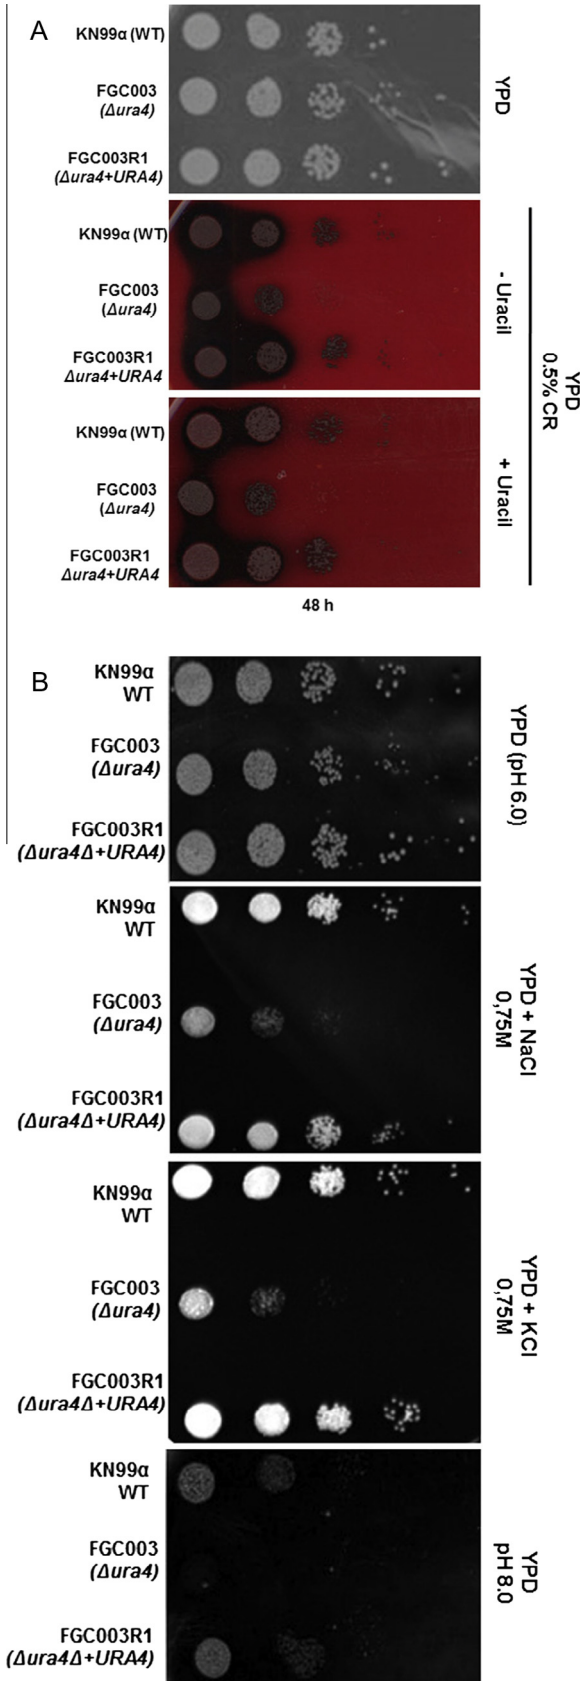 A
KN99α (WT)
FGC003
(Δura4)
FGC003R1
(Δura4+URA4)
YPD
KN99α (WT)
FGC003
(Δura4)
FGC003R1
Δura4+URA4
- Uracil
KN99α (WT)
FGC003
(Δura4)
FGC003R1
Δura4+URA4
+ Uracil
YPD
0.5% CR
48 h
B
KN99α
WT
FGC003
(Δura4)
FGC003R1
(Δura4Δ+URA4)
YPD (pH 6.0)
KN99α
WT
FGC003
(Δura4)
FGC003R1
(Δura4Δ+URA4)
YPD + NaCl
0,75M
KN99α
WT
FGC003
(Δura4)
FGC003R1
(Δura4Δ+URA4)
YPD + KCl
0,75M
KN99α
WT
FGC003
(Δura4)
FGC003R1
(Δura4Δ+URA4)
YPD
pH 8.0